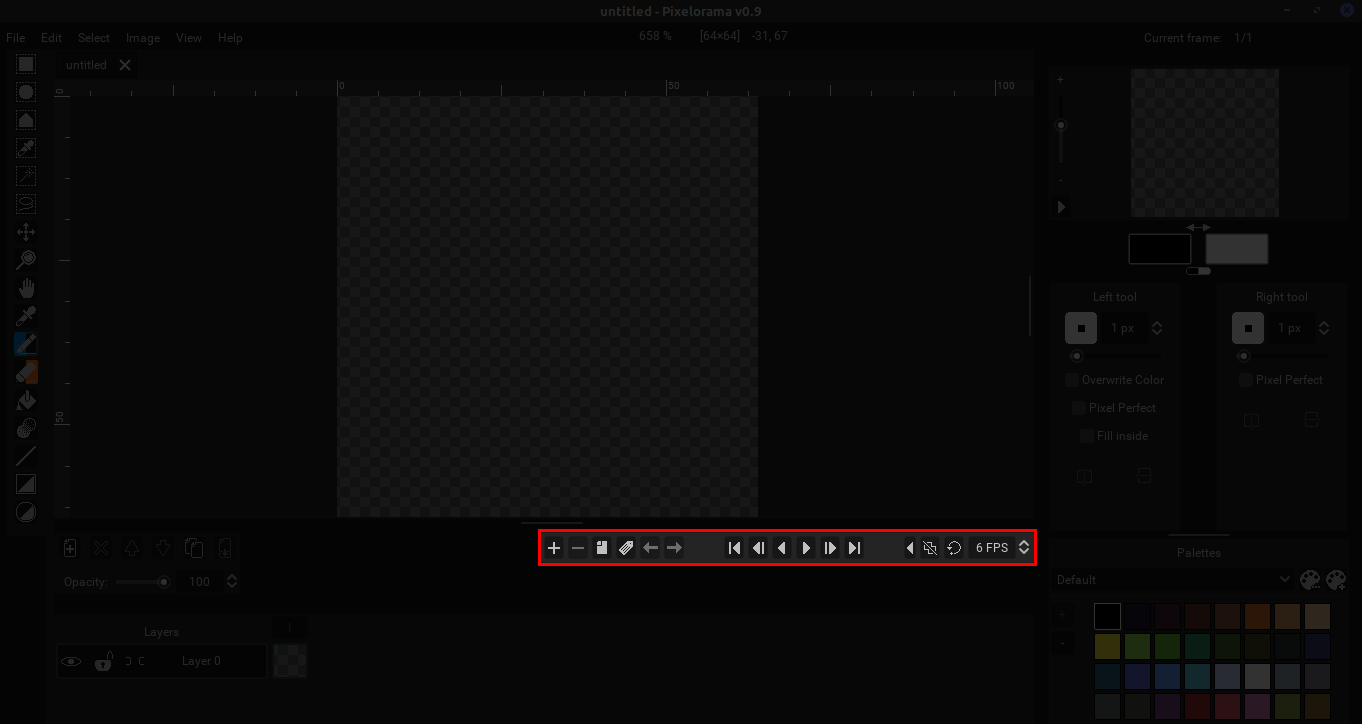 untitled - Pixelorama v0.9
File Edit Select Image View Help
658 % [64×64] -31, 67
Current frame: 1/1
untitled
0 50 100
0
50
+
-
Left tool
1 px
Overwrite Color
Pixel Perfect
Fill inside
Right tool
1 px
Pixel Perfect
6 FPS
Opacity: 100
Palettes
Default
+
-
Layers 1
Layer 0